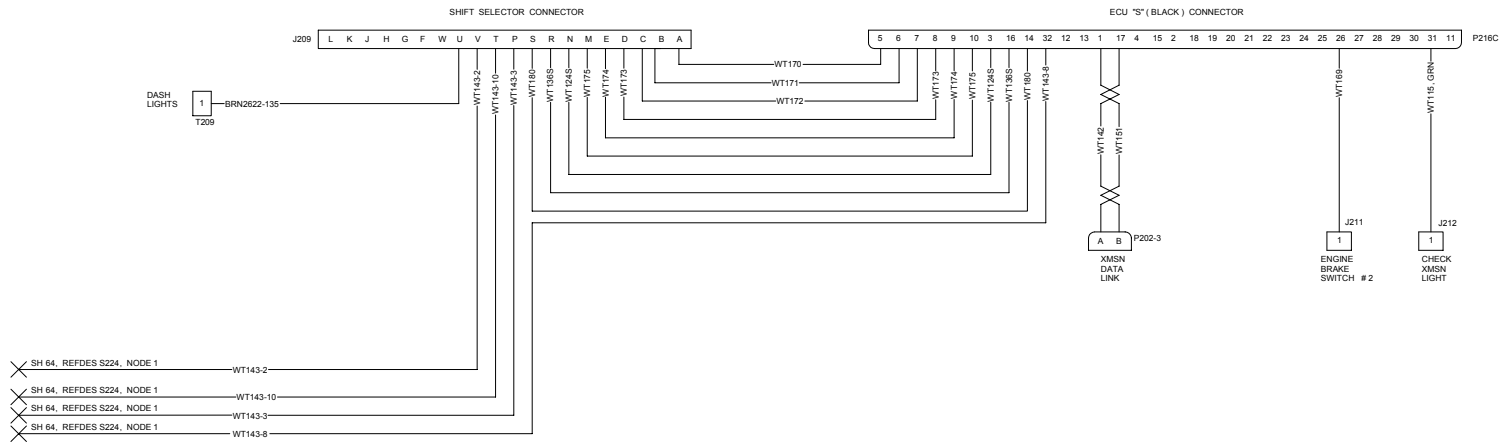 SHIFT SELECTOR CONNECTOR
ECU "S" ( BLACK ) CONNECTOR
J209 L K J H G F W U V T P S R N M E D C B A
5 6 7 8 9 10 3 16 14 32 12 13 1 17 4 15 2 18 19 20 21 22 23 24 25 26 27 28 29 30 31 11 P216C
WT170
WT171
WT172
WT143-2
WT143-10
WT143-3
WT180
WT136S
WT124S
WT175
WT174
WT173
WT173
WT174
WT175
WT124S
WT136S
WT180
WT143-8
WT142
WT151
WT169
WT115, GRN
DASH
LIGHTS
1
BRN2622-135
T209
A B P202-3
XMSN
DATA
LINK
J211
1
ENGINE
BRAKE
SWITCH # 2
J212
1
CHECK
XMSN
LIGHT
SH 64, REFDES S224, NODE 1
WT143-2
SH 64, REFDES S224, NODE 1
WT143-10
SH 64, REFDES S224, NODE 1
WT143-3
SH 64, REFDES S224, NODE 1
WT143-8